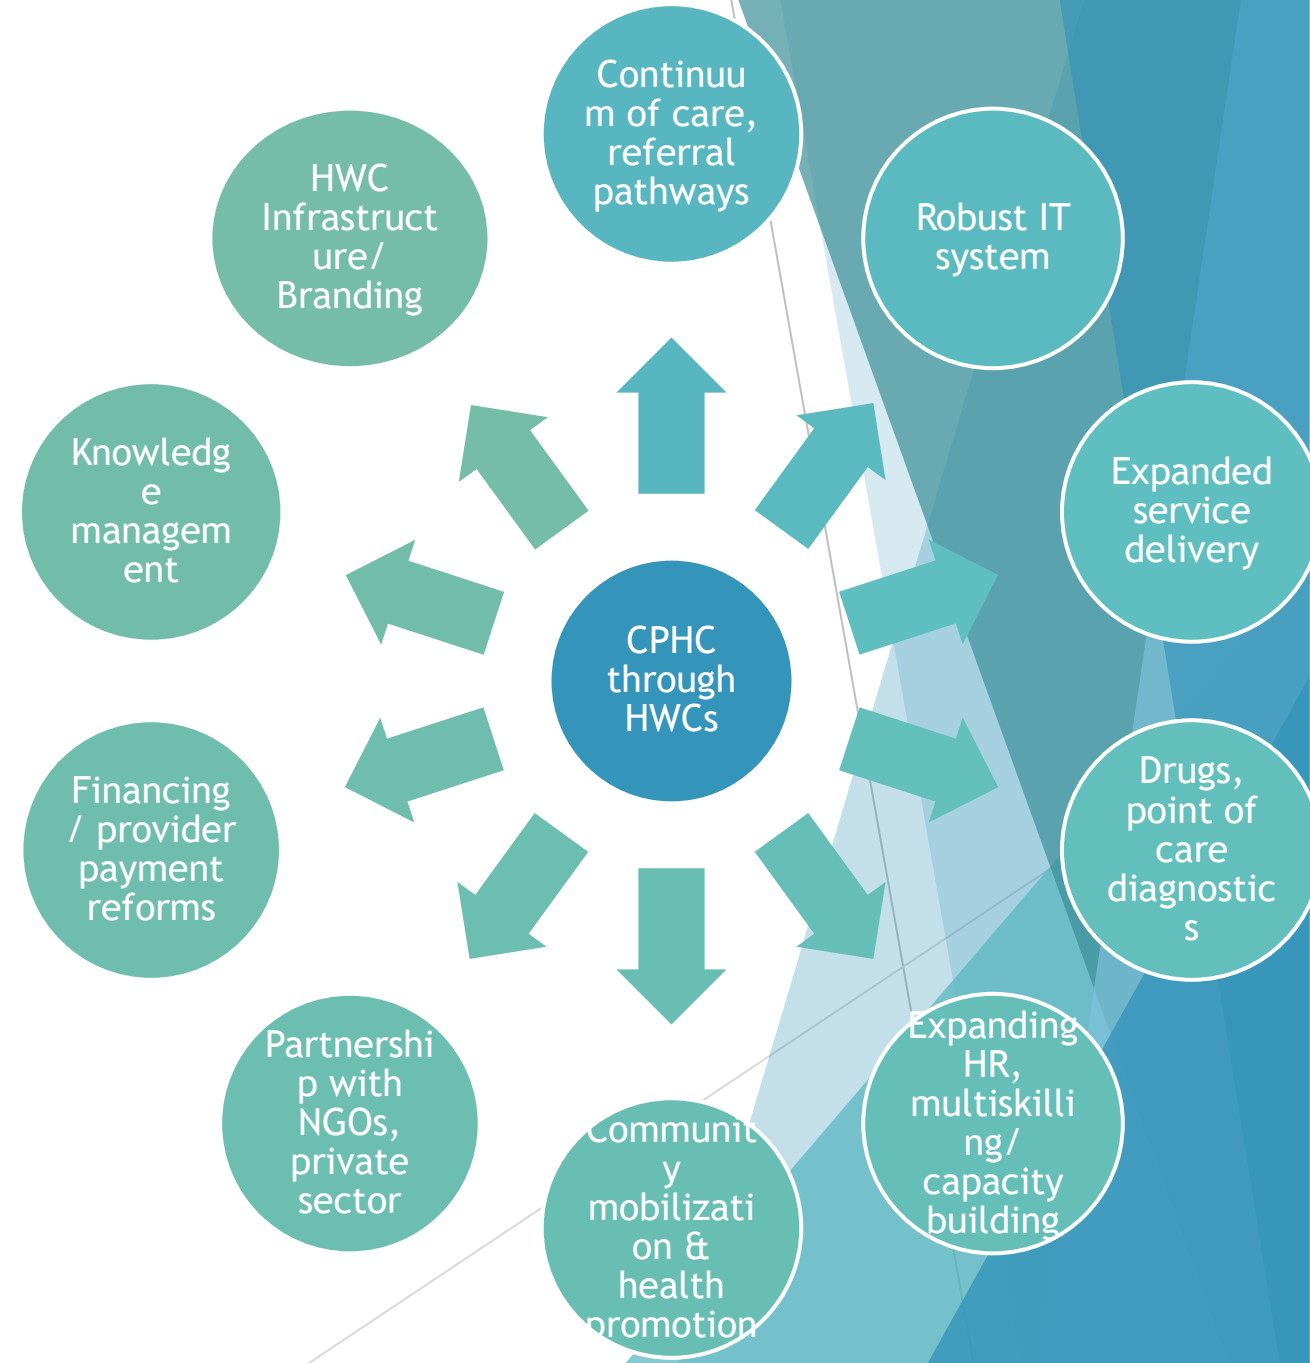 Continuu
m of care,
referral
pathways
Robust IT
system
Expanded
service
delivery
Drugs,
point of
care
diagnostic
s
Expanding
HR,
multiskilli
ng/
capacity
building
Community
y
mobilizati
on &
health
promotion
Partnershi
p with
NGOs,
private
sector
Financing
/ provider
payment
reforms
Knowledg
e
managem
ent
HWC
Infrastruct
ure/
Branding
CPHC
through
HWCs